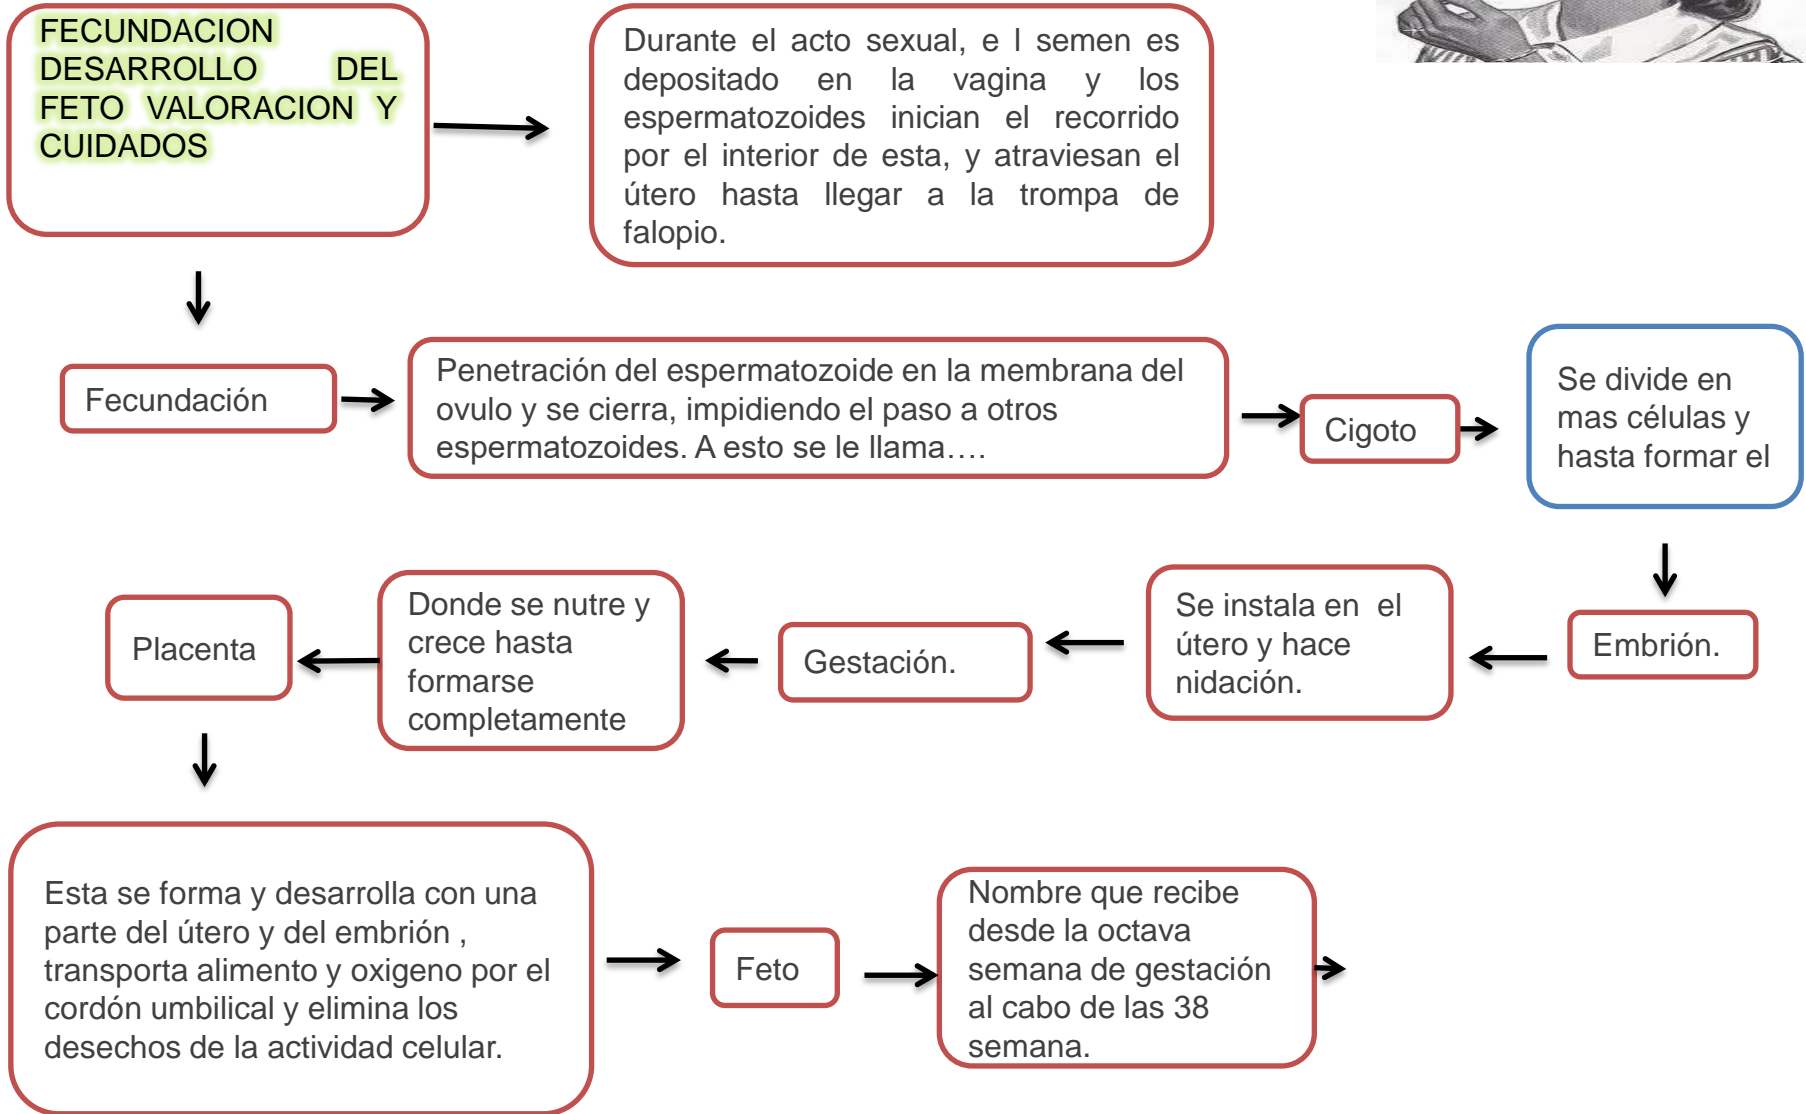 FECUNDACION
DESARROLLO DEL
FETO VALORACION Y
CUIDADOS
Durante el acto sexual, e l semen es
depositado en la vagina y los
espermatozoides inician el recorrido
por el interior de esta, y atraviesan el
útero hasta llegar a la trompa de
falopio.
Fecundación
Penetración del espermatozoide en la membrana del
ovulo y se cierra, impidiendo el paso a otros
espermatozoides. A esto se le llama….
Cigoto
Se divide en
mas células y
hasta formar el
Embrión.
Se instala en el
útero y hace
nidación.
Gestación.
Donde se nutre y
crece hasta
formarse
completamente
Placenta
Esta se forma y desarrolla con una
parte del útero y del embrión ,
transporta alimento y oxigeno por el
cordón umbilical y elimina los
desechos de la actividad celular.
Feto
Nombre que recibe
desde la octava
semana de gestación
al cabo de las 38
semana.